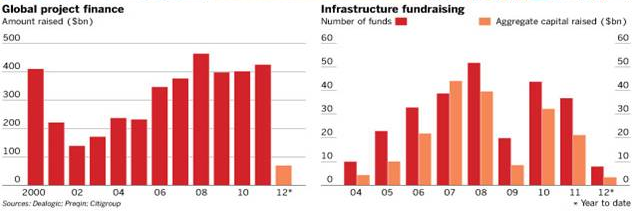 Global project finance
Amount raised ($bn)
500
400
300
200
100
0
2000 02 04 06 08 10 12*
Sources: Dealogic; Preqin; Citigroup
Infrastructure fundraising
Number of funds Aggregate capital raised ($bn)
60 60
50 50
40 40
30 30
20 20
10 10
0 0
04 05 06 07 08 09 10 11 12*
* Year to date